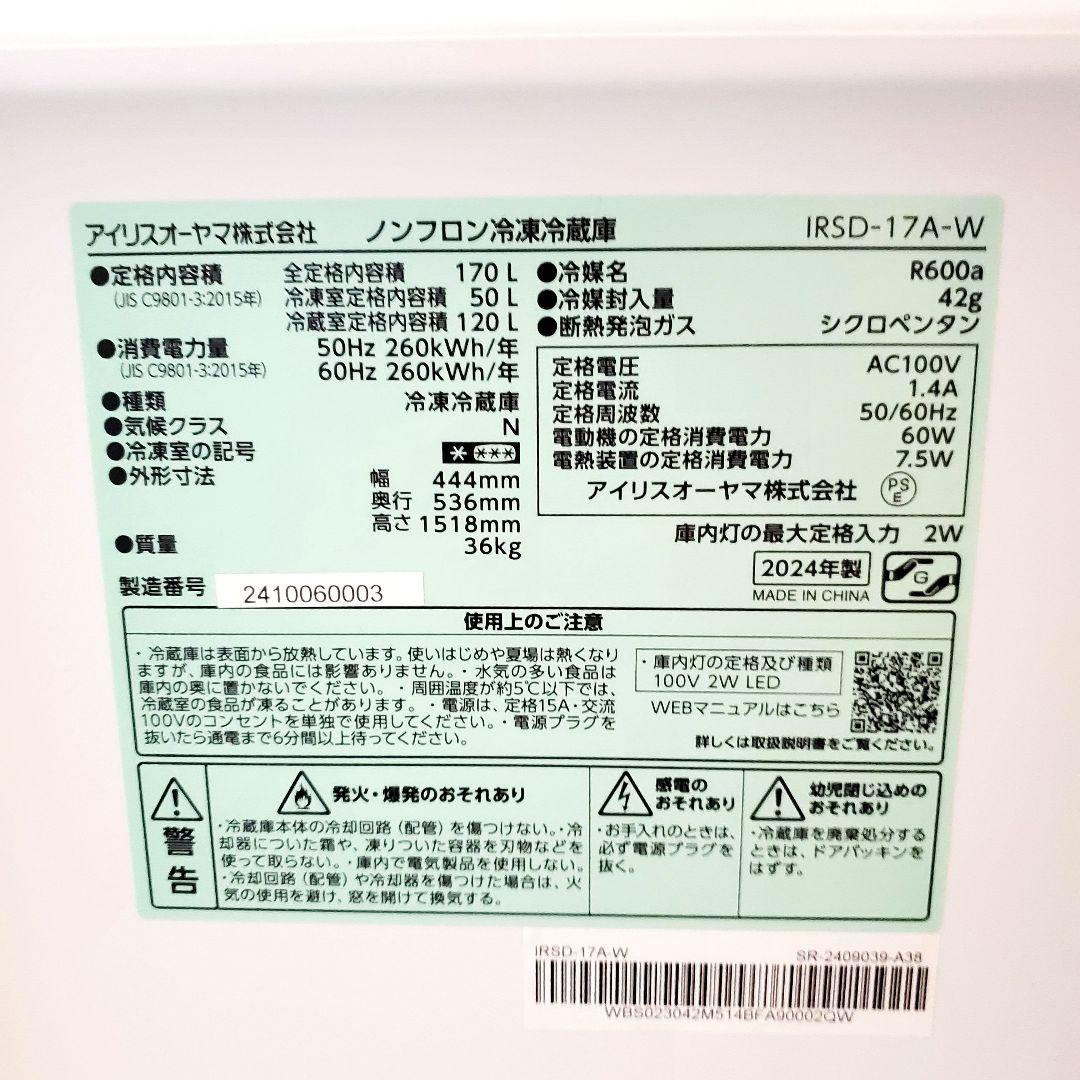 アイリスオーヤマ株式会社 ノンフロン冷凍冷蔵庫 IRSD-17A-W
●定格内容積 全定格内容積 170 L
(JIS C9801-3:2015年) 冷凍室定格内容積 50 L
冷蔵室定格内容積 120 L
●消費電力量 50Hz 260kWh/年
(JIS C9801-3:2015年) 60Hz 260kWh/年
●種類 冷凍冷蔵庫
●気候クラス N
●冷凍室の記号 * ***
●外形寸法 幅 444mm
奥行 536mm
高さ 1518mm
●質量 36kg
製造番号 2410060003
●冷媒名 R600a
●冷媒封入量 42g
●断熱発泡ガス シクロペンタン
定格電圧 AC100V
定格電流 1.4A
定格周波数 50/60Hz
電動機の定格消費電力 60W
電熱装置の定格消費電力 7.5W
アイリスオーヤマ株式会社 PSE
庫内灯の最大定格入力 2W
2024年製
MADE IN CHINA
G
使用上のご注意
・冷蔵庫は表面から放熱しています。使いはじめや夏場は熱くなり
ますが、庫内の食品には影響ありません。・水気の多い食品は
庫内の奥に置かないでください。・周囲温度が約5℃以下では、
冷蔵室の食品が凍ることがあります。・電源は、定格15A・交流
100Vのコンセントを単独で使用してください。・電源プラグを
抜いたら通電まで6分間以上待ってください。
・庫内灯の定格及び種類
100V 2W LED
WEBマニュアルはこちら
詳しくは取扱説明書をご覧ください。
警告
発火・爆発のおそれあり
・冷蔵庫本体の冷却回路（配管）を傷つけない。・冷
却器についた霜や、凍りついた容器を刃物などを
使って取らない。・庫内で電気製品を使用しない。
・冷却回路（配管）や冷却器を傷つけた場合は、火
気の使用を避け、窓を開けて換気する。
感電の
おそれあり
・お手入れのときは、
必ず電源プラグを
抜く。
幼児閉じ込めの
おそれあり
・冷蔵庫を廃棄処分する
ときは、ドアパッキンを
はずす。
IRSD-17A-W SR-2409039-A38
WBS023042M514BFA90002QW